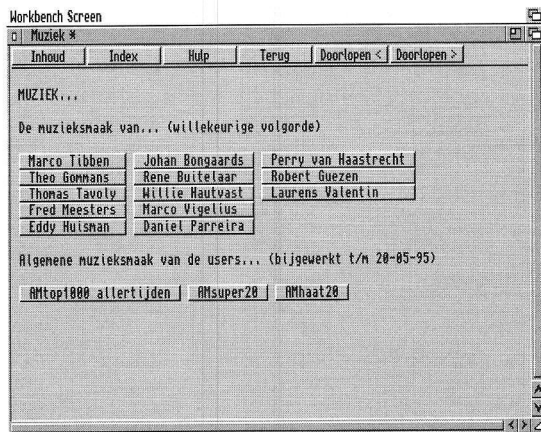 Workbench Screen
Muziek *
Inhoud Index Hulp Terug Doorlopen < Doorlopen >
MUZIEK...
De muzieksmaak van... (willekeurige volgorde)
Marco Tibben Johan Bongaards Perry van Haastrecht
Theo Gommans Rene Buitelaar Robert Guezen
Thomas Tavoly Willie Hautvast Laurens Valentin
Fred Meesters Marco Vigelius
Eddy Huisman Daniel Parreira
Algemene muzieksmaak van de users... (bijgewerkt t/m 20-05-95)
AMtop1000 allertijden AMsuper20 AMhaat20